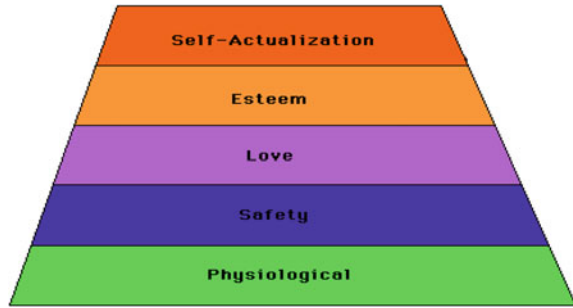 Self-Actualization
Esteem
Love
Safety
Physiological